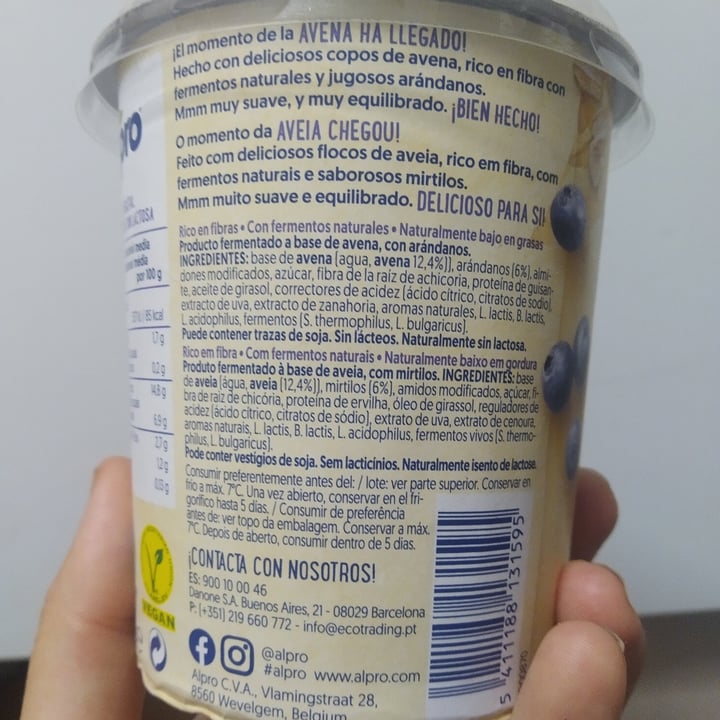 ¡El momento de la AVENA HA LLEGADO!
Hecho con deliciosos copos de avena, rico en fibra con
fermentos naturales y jugosos arándanos.
Mmm muy suave, y muy equilibrado. ¡BIEN HECHO!
O momento da AVEIA CHEGOU!
Feito com deliciosos flocos de aveia, rico em fibra, com
fermentos naturais e saborosos mirtilos.
Mmm muito suave e equilibrado. DELICIOSO PARA SI!
Rico en fibras • Con fermentos naturales • Naturalmente bajo en grasas
Producto fermentado a base de avena, con arándanos.
INGREDIENTES: base de avena (agua, avena 12,4%)), arándanos (6%), almi-
dones modificados, azúcar, fibra de la raíz de achicoria, proteína de guisan-
te, aceite de girasol, correctores de acidez (ácido cítrico, citratos de sodio),
extracto de uva, extracto de zanahoria, aromas naturales, L. lactis, B. lactis,
L. acidophilus, fermentos (S. thermophilus, L. bulgaricus).
Puede contener trazas de soja. Sin lácteos. Naturalmente sin lactosa.
Rico em fibra • Com fermentos naturais • Naturalmente baixo em gordura
Produto fermentado à base de aveia, com mirtilos. INGREDIENTES: base
de aveia (água, aveia (12,4%)), mirtilos (6%), amidos modificados, açúcar, fi-
bra de raiz de chicória, proteína de ervilha, óleo de girassol, reguladores de
acidez (ácido cítrico, citratos de sódio), extrato de uva, extrato de cenoura,
aromas naturais, L. lactis, B. lactis, L. acidophilus, fermentos vivos (S. thermo-
philus, L. bulgaricus).
Pode conter vestígios de soja. Sem lacticínios. Naturalmente isento de lactose.
Consumir preferentemente antes del: / lote: ver parte superior. Conservar en
frío a máx. 7°C. Una vez abierto, conservar en el fri-
gorífico hasta 5 días. / Consumir de preferência
antes de: ver topo da embalagem. Conservar a máx.
7°C. Depois de aberto, consumir dentro de 5 dias.
¡CONTACTA CON NOSOTROS!
ES: 900 10 00 46
Danone S.A. Buenos Aires, 21 - 08029 Barcelona
P: (+351) 219 660 772 - info@ecotrading.pt
@alpro
#alpro www.alpro.com
Alpro C.V.A., Vlamingstraat 28,
8560 Wevelgem, Belgium
VEGAN
5 411188 131595
por 100 g
85 kcal
14,8 g
6,9 g
2,7 g
1,2 g